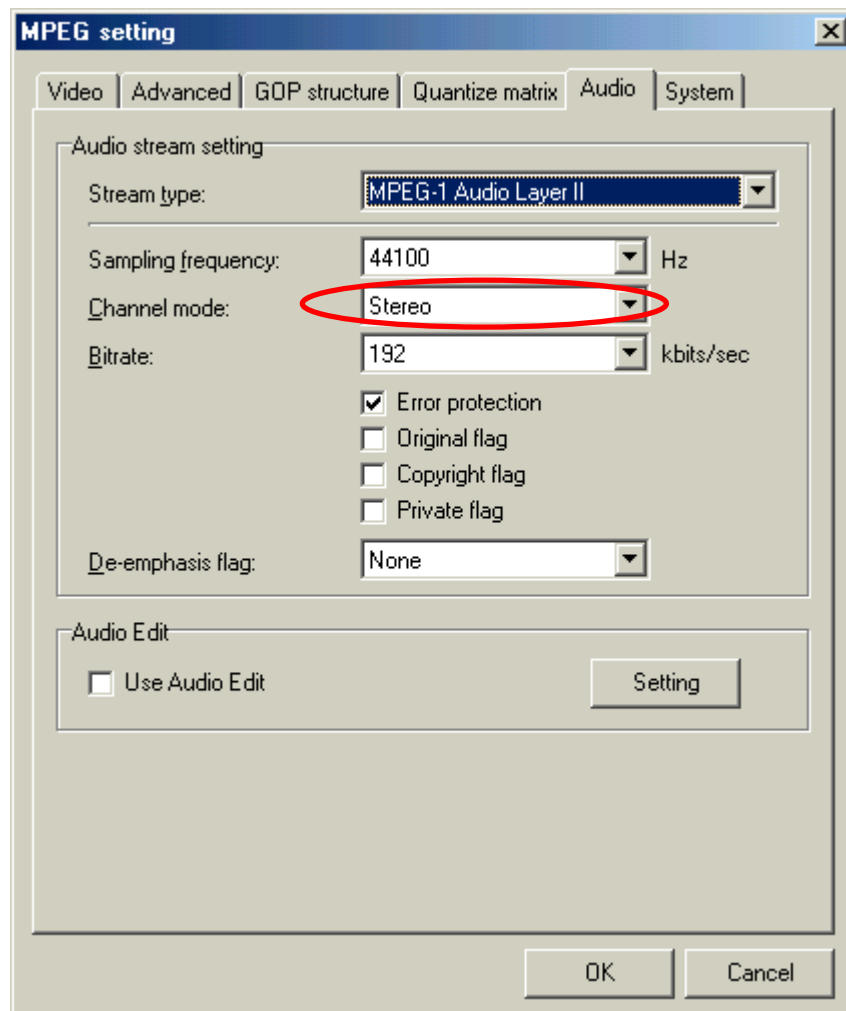 MPEG setting
Video Advanced GOP structure Quantize matrix Audio System
Audio stream setting
Stream type: MPEG-1 Audio Layer II
Sampling frequency: 44100 Hz
Channel mode: Stereo
Bitrate: 192 kbits/sec
Error protection
Original flag
Copyright flag
Private flag
De-emphasis flag: None
Audio Edit
Use Audio Edit Setting
OK Cancel